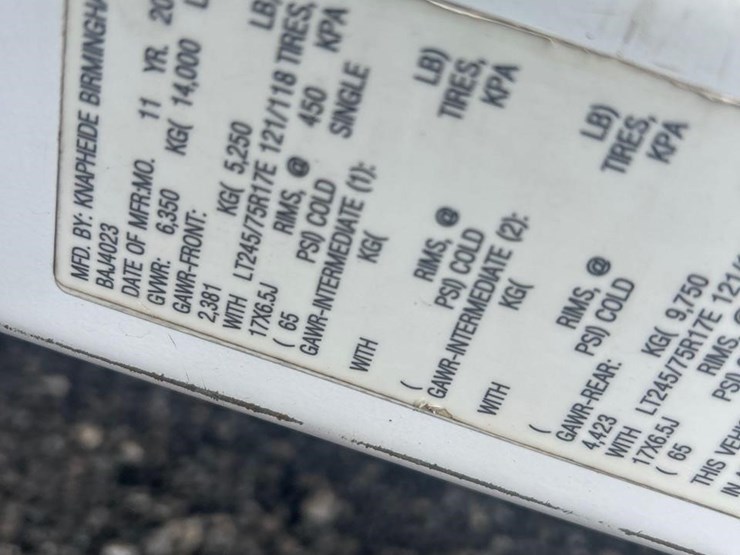 MFD. BY: KNAPHEIDE BIRMINGHA
BAJ4023
DATE OF MFR:MO. 11 YR. 20
GVWR: 6,350 KG( 14,000 L
GAWR-FRONT:
2,381 KG( 5,250 LB)
WITH LT245/75R17E 121/118 TIRES,
17X6.5J RIMS, @
( 65 PSI) COLD 450 KPA
GAWR-INTERMEDIATE (1): SINGLE
KG( LB)
WITH TIRES,
RIMS, @
( PSI) COLD KPA
GAWR-INTERMEDIATE (2):
KG( LB)
WITH TIRES,
RIMS, @
( PSI) COLD KPA
GAWR-REAR:
4,423 KG( 9,750
WITH LT245/75R17E 121/
17X6.5J RIMS,
( 65 PSI)
THIS VEHI
IN A